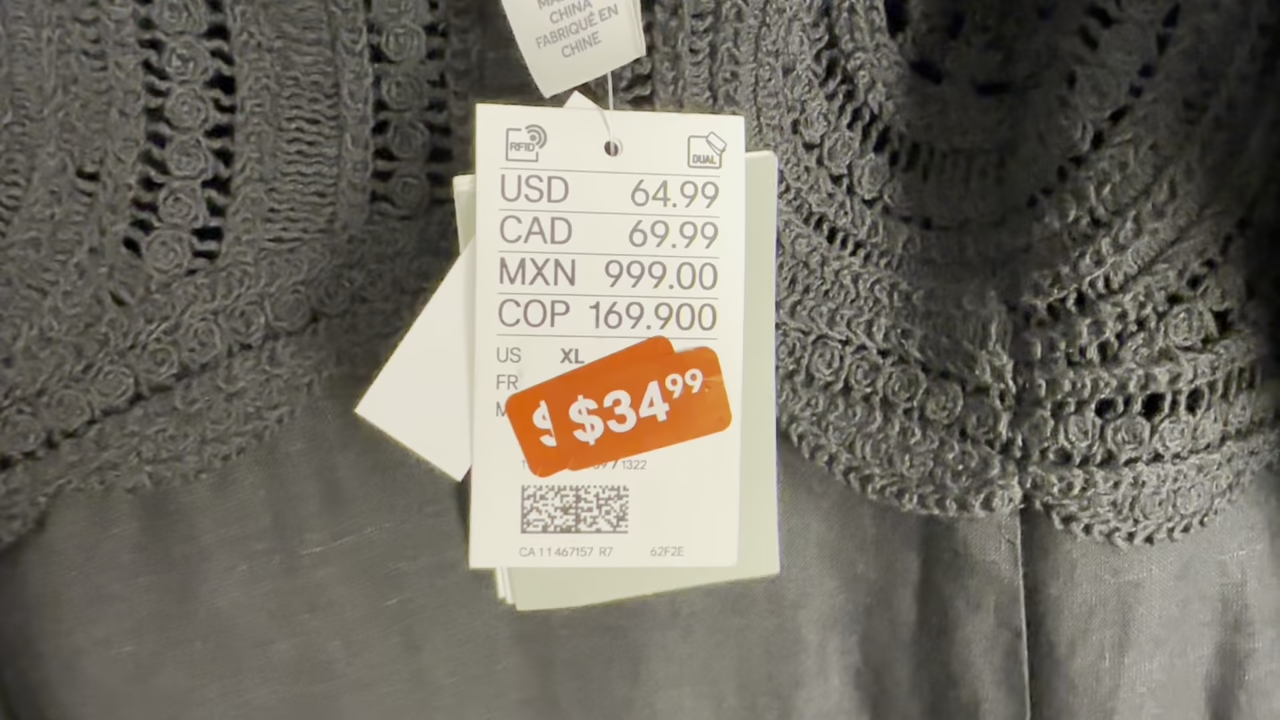 CHINA
FABRIQUÉ EN
CHINE
RFID
DUAL
USD 64.99
CAD 69.99
MXN 999.00
COP 169.900
US XL
FR
$ $34.99
1322
CA 11467157 R7 62F2E